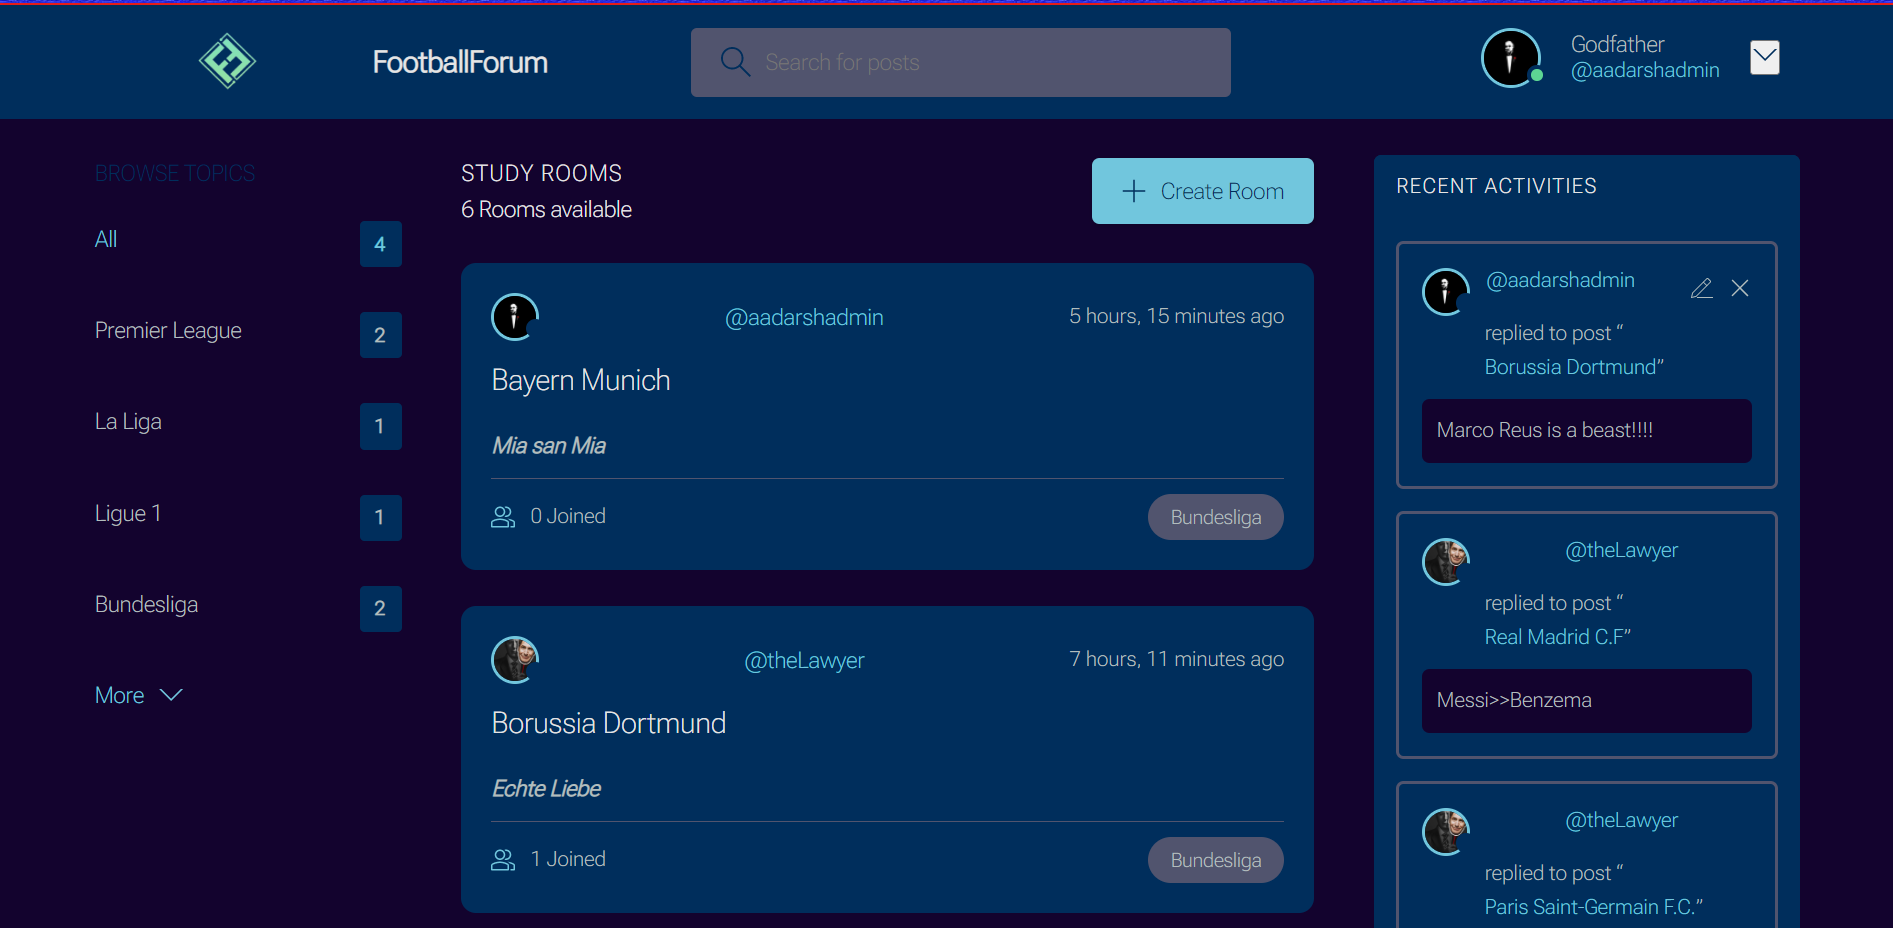 FootballForum
Search for posts
Godfather
@aadarshadmin
BROWSE TOPICS
All
4
Premier League
2
La Liga
1
Ligue 1
1
Bundesliga
2
More
STUDY ROOMS
6 Rooms available
Create Room
@aadarshadmin
5 hours, 15 minutes ago
Bayern Munich
Mia san Mia
0 Joined
Bundesliga
@theLawyer
7 hours, 11 minutes ago
Borussia Dortmund
Echte Liebe
1 Joined
Bundesliga
RECENT ACTIVITIES
@aadarshadmin
replied to post “
Borussia Dortmund”
Marco Reus is a beast!!!!
@theLawyer
replied to post “
Real Madrid C.F”
Messi>>Benzema
@theLawyer
replied to post “
Paris Saint-Germain F.C.”